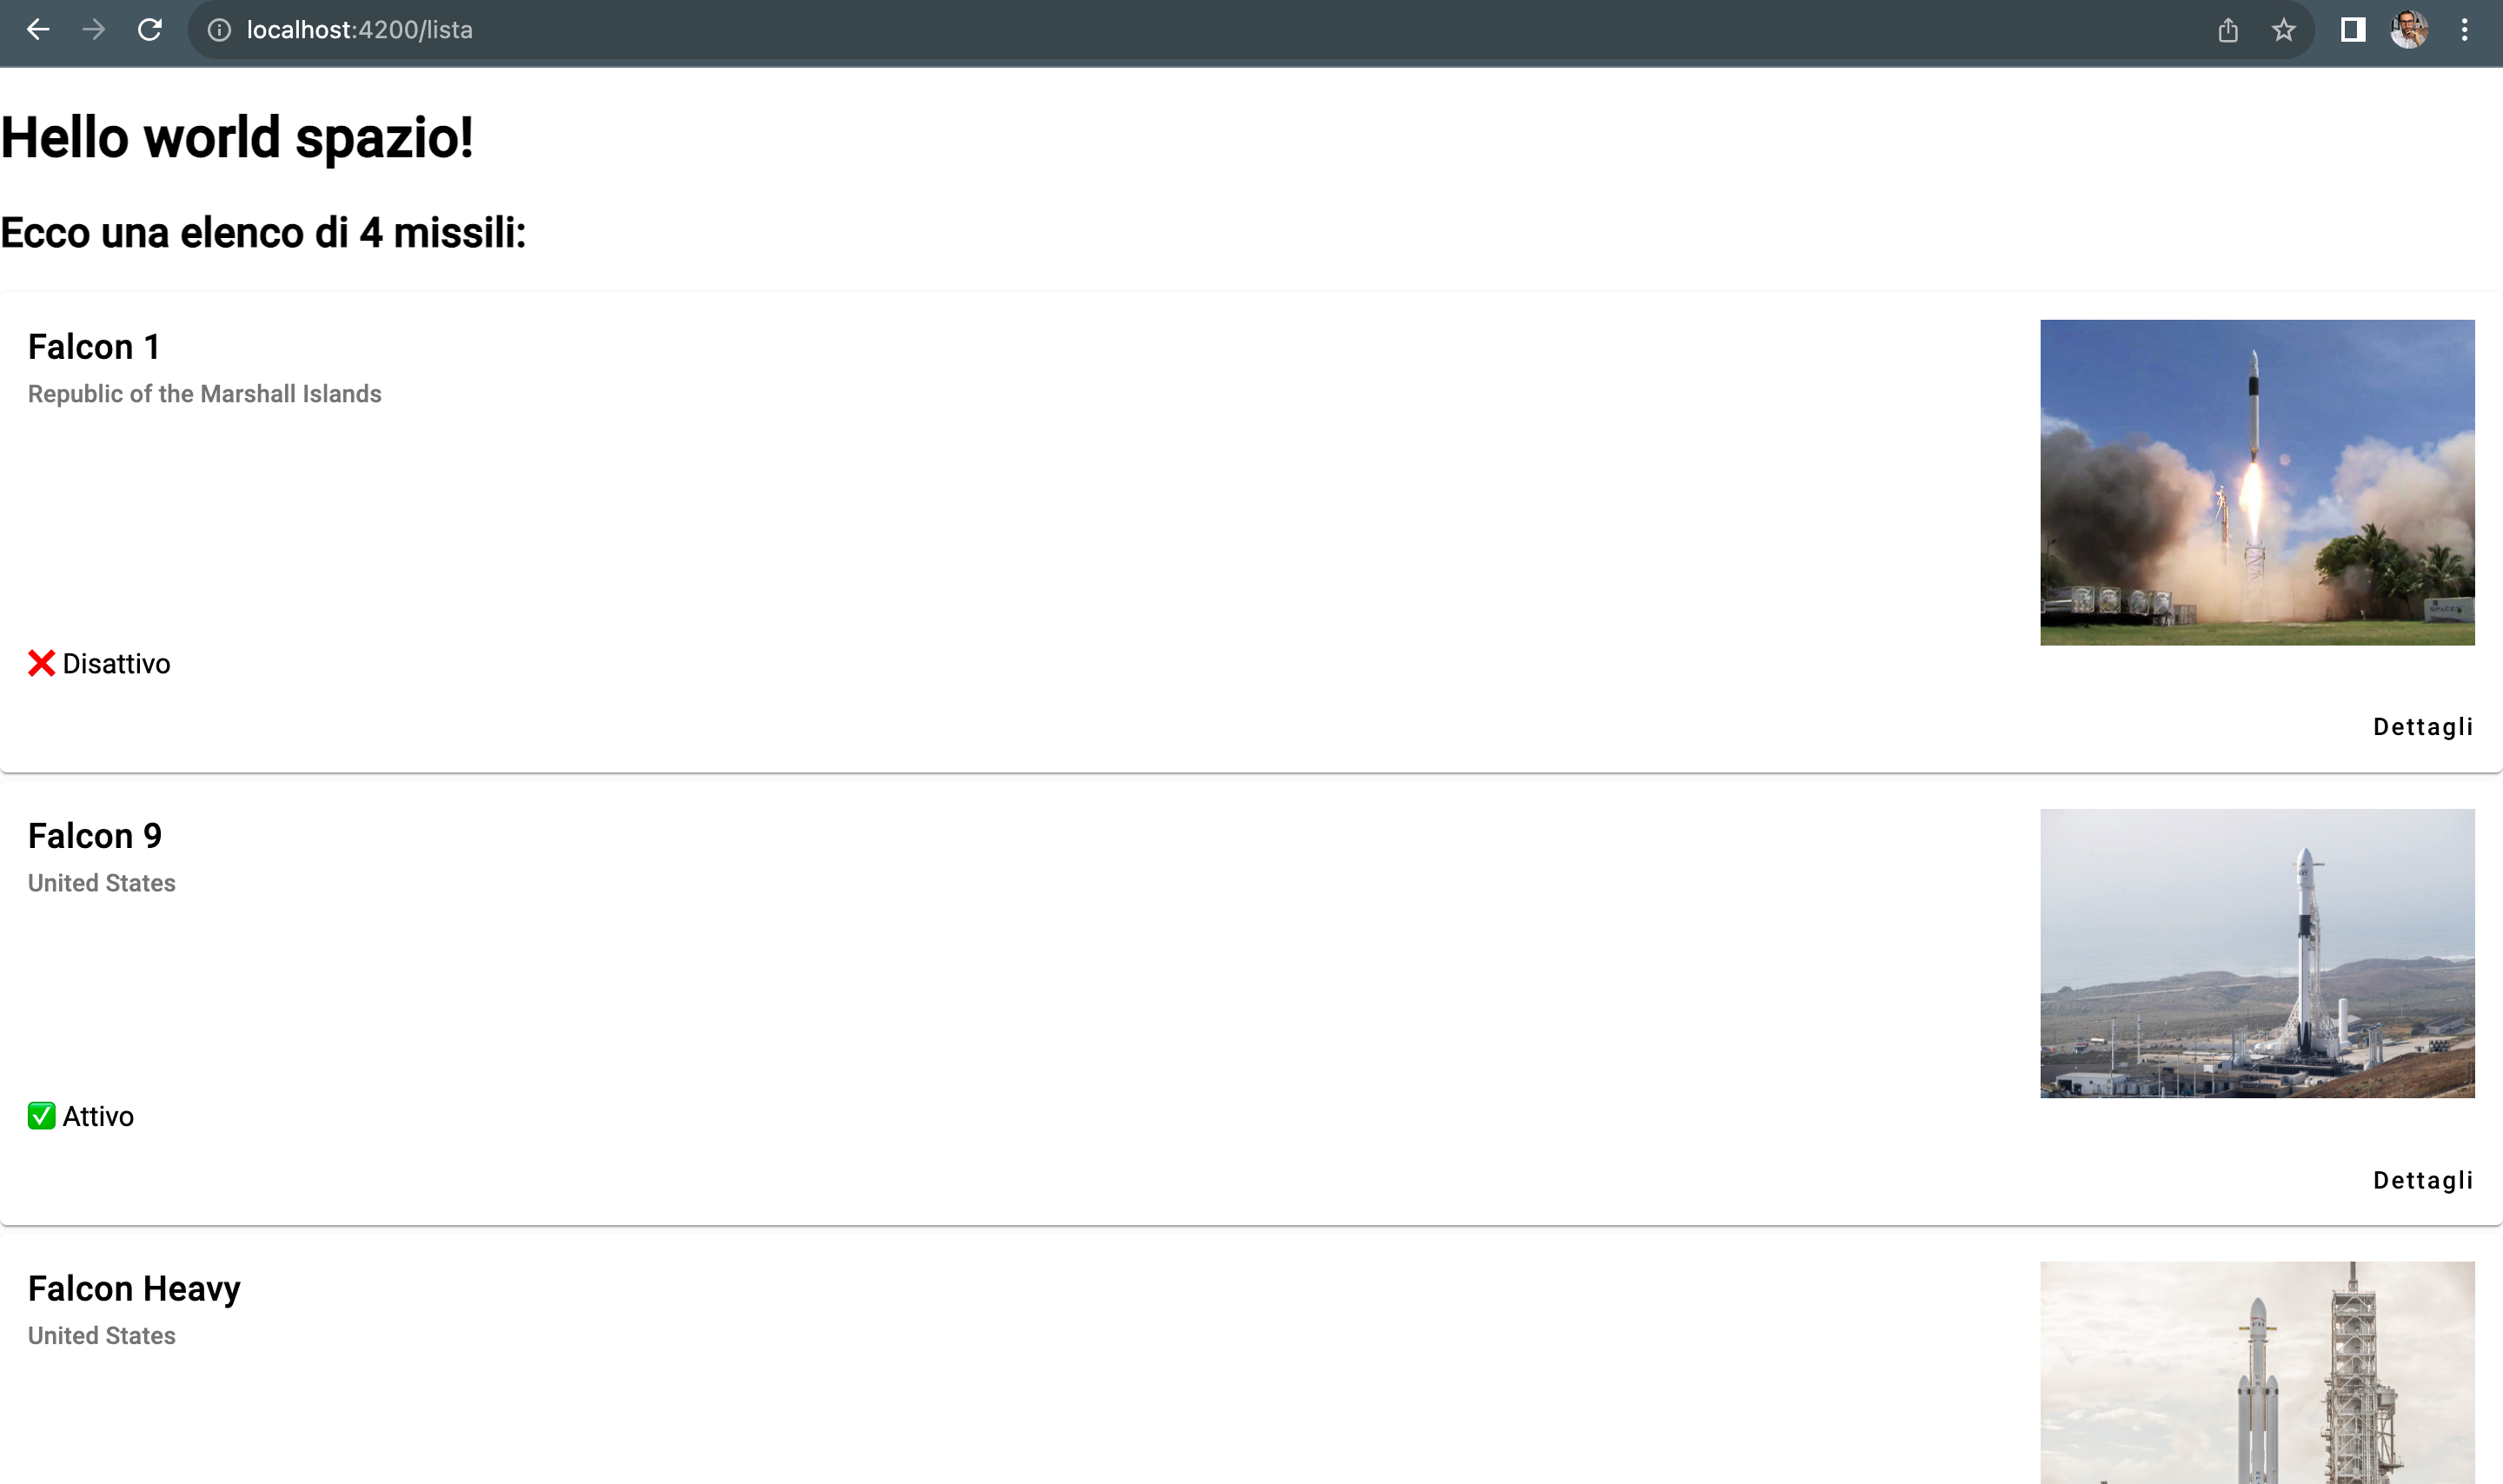 localhost:4200/lista
Hello world spazio!
Ecco una elenco di 4 missili:
Falcon 1
Republic of the Marshall Islands
❌ Disattivo
Dettagli
Falcon 9
United States
✅ Attivo
Dettagli
Falcon Heavy
United States